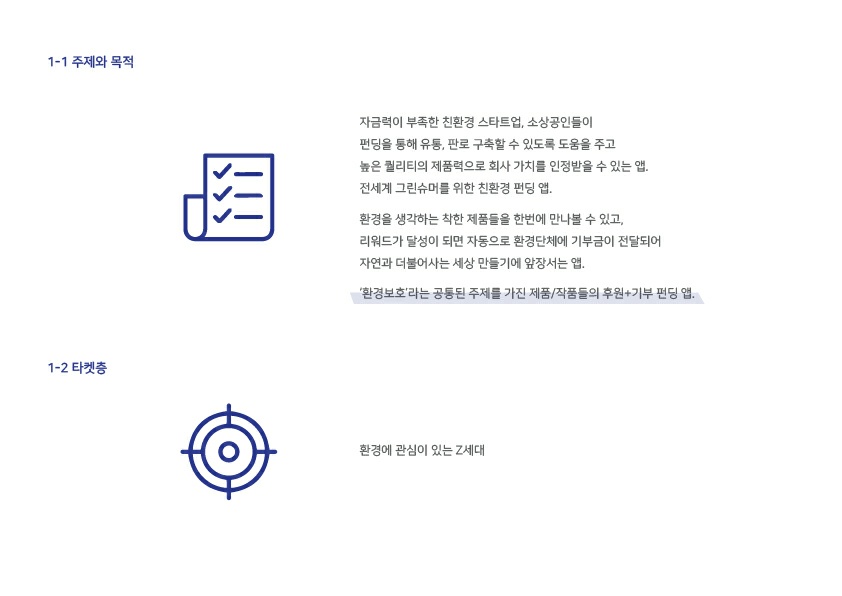 1-1 주제와 목적
자금력이 부족한 친환경 스타트업, 소상공인들이
펀딩을 통해 유통, 판로 구축할 수 있도록 도움을 주고
높은 퀄리티의 제품력으로 회사 가치를 인정받을 수 있는 앱.
전세계 그린슈머를 위한 친환경 펀딩 앱.
환경을 생각하는 착한 제품들을 한번에 만나볼 수 있고,
리워드가 달성이 되면 자동으로 환경단체에 기부금이 전달되어
자연과 더불어사는 세상 만들기에 앞장서는 앱.
'환경보호'라는 공통된 주제를 가진 제품/작품들의 후원+기부 펀딩 앱.
1-2 타켓층
환경에 관심이 있는 Z세대